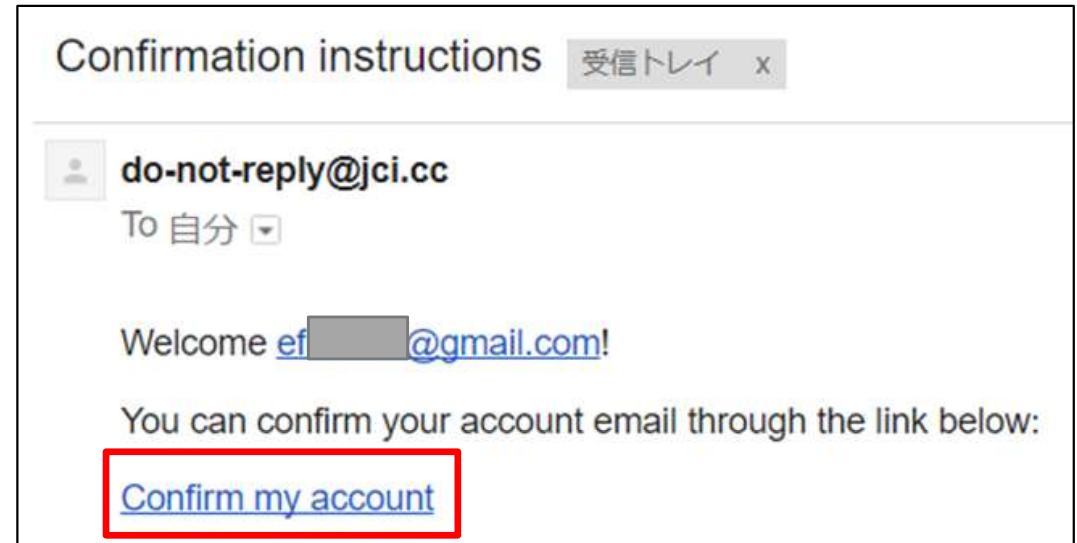 Confirmation instructions 受信トレイ x
do-not-reply@jci.cc
To 自分
Welcome ef @gmail.com!
You can confirm your account email through the link below:
Confirm my account